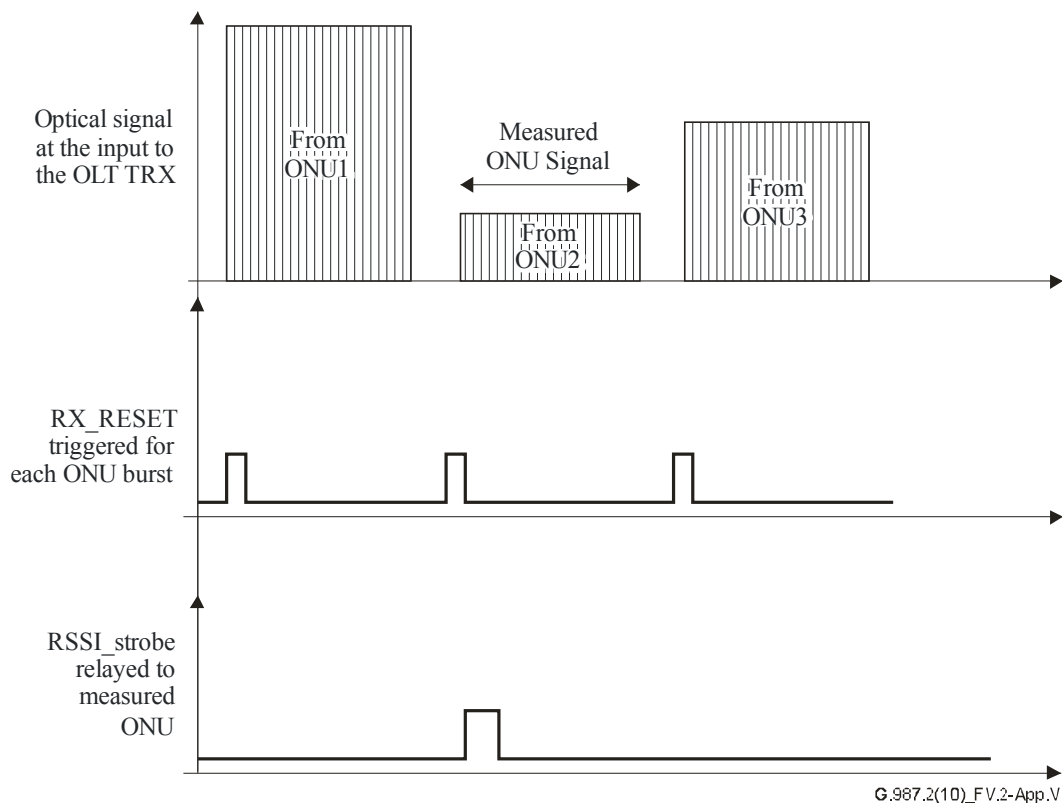 Optical signal
at the input to
the OLT TRX
From
ONU1
Measured
ONU Signal
From
ONU2
From
ONU3
RX_RESET
triggered for
each ONU burst
RSSI_strobe
relayed to
measured
ONU
G.987.2(10)_FV.2-App.V